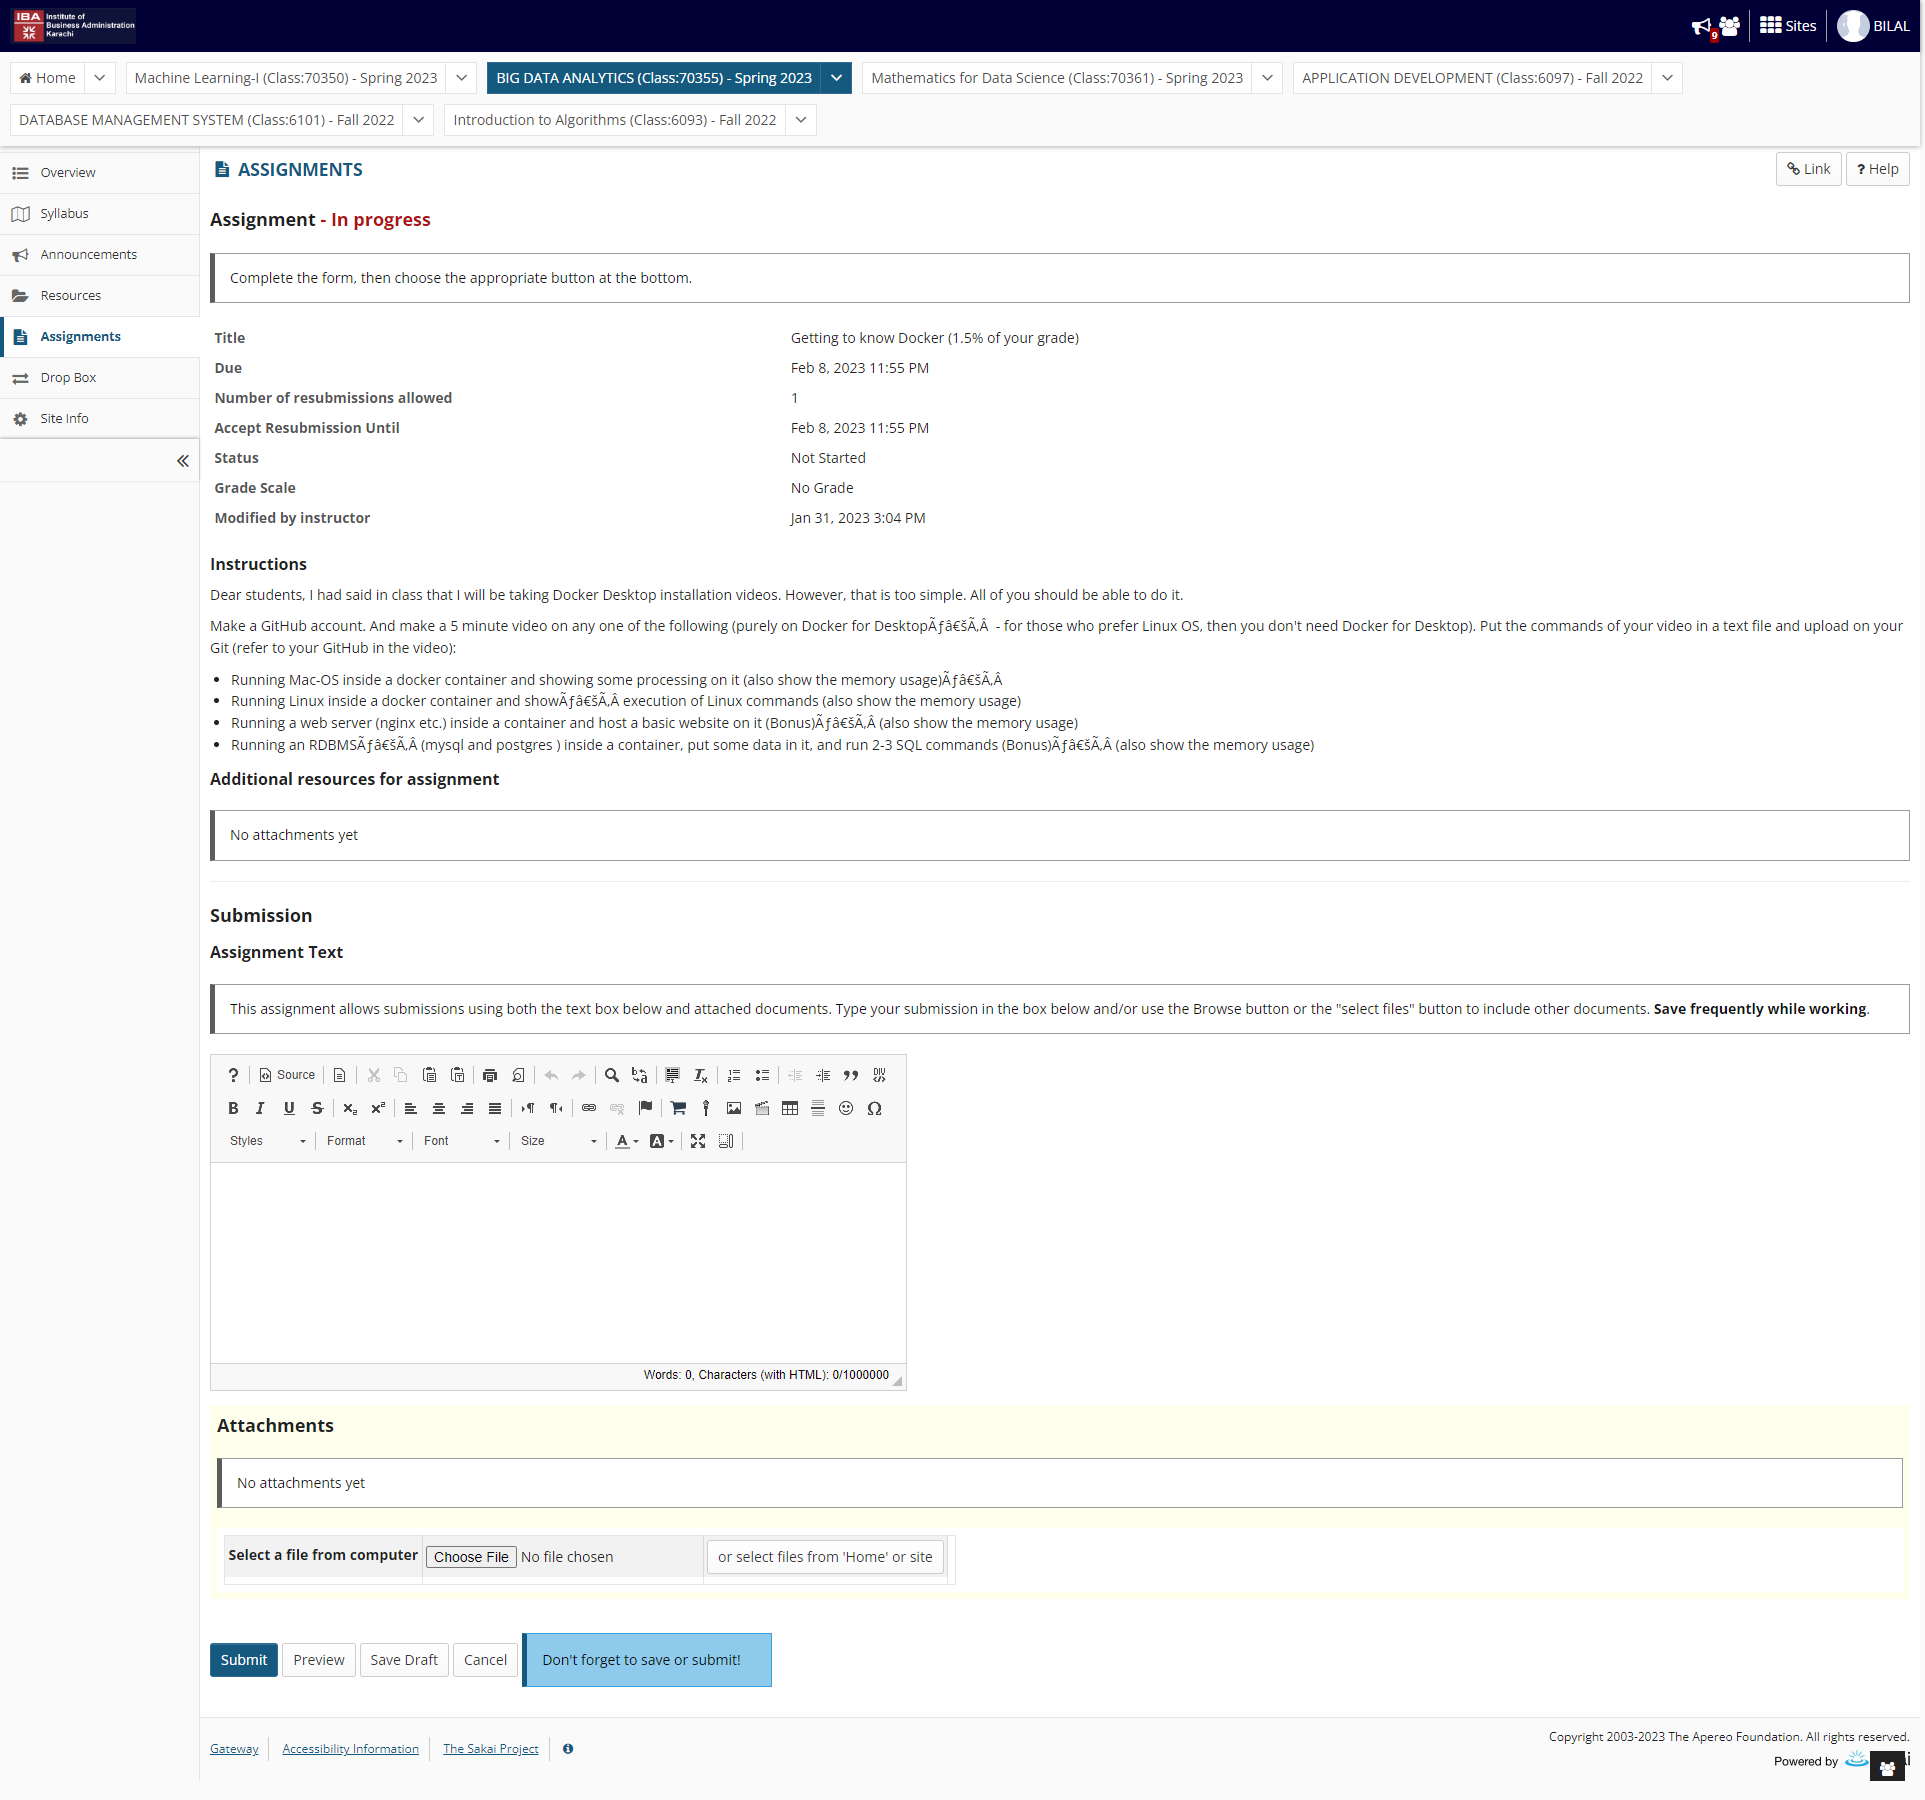 IBA Institute of
Business Administration
Karachi
9 Sites BILAL
Home Machine Learning-I (Class:70350) - Spring 2023 BIG DATA ANALYTICS (Class:70355) - Spring 2023 Mathematics for Data Science (Class:70361) - Spring 2023 APPLICATION DEVELOPMENT (Class:6097) - Fall 2022
DATABASE MANAGEMENT SYSTEM (Class:6101) - Fall 2022 Introduction to Algorithms (Class:6093) - Fall 2022
Overview
Syllabus
Announcements
Resources
Assignments
Drop Box
Site Info
ASSIGNMENTS
Link ? Help
Assignment - In progress
Complete the form, then choose the appropriate button at the bottom.
Title Getting to know Docker (1.5% of your grade)
Due Feb 8, 2023 11:55 PM
Number of resubmissions allowed 1
Accept Resubmission Until Feb 8, 2023 11:55 PM
Status Not Started
Grade Scale No Grade
Modified by instructor Jan 31, 2023 3:04 PM
Instructions
Dear students, I had said in class that I will be taking Docker Desktop installation videos. However, that is too simple. All of you should be able to do it.
Make a GitHub account. And make a 5 minute video on any one of the following (purely on Docker for DesktopÃƒâ€šÃ‚Â - for those who prefer Linux OS, then you don't need Docker for Desktop). Put the commands of your video in a text file and upload on your
Git (refer to your GitHub in the video):
• Running Mac-OS inside a docker container and showing some processing on it (also show the memory usage)Ãƒâ€šÃ‚Â
• Running Linux inside a docker container and showÃƒâ€šÃ‚Â execution of Linux commands (also show the memory usage)
• Running a web server (nginx etc.) inside a container and host a basic website on it (Bonus)Ãƒâ€šÃ‚Â (also show the memory usage)
• Running an RDBMSÃƒâ€šÃ‚Â (mysql and postgres ) inside a container, put some data in it, and run 2-3 SQL commands (Bonus)Ãƒâ€šÃ‚Â (also show the memory usage)
Additional resources for assignment
No attachments yet
Submission
Assignment Text
This assignment allows submissions using both the text box below and attached documents. Type your submission in the box below and/or use the Browse button or the "select files" button to include other documents. Save frequently while working.
? Source
B I U S x₂ x² Ω
Styles Format Font Size A A
Words: 0, Characters (with HTML): 0/1000000
Attachments
No attachments yet
Select a file from computer Choose File No file chosen or select files from 'Home' or site
Submit Preview Save Draft Cancel Don't forget to save or submit!
Gateway Accessibility Information The Sakai Project
Copyright 2003-2023 The Apereo Foundation. All rights reserved.
Powered by